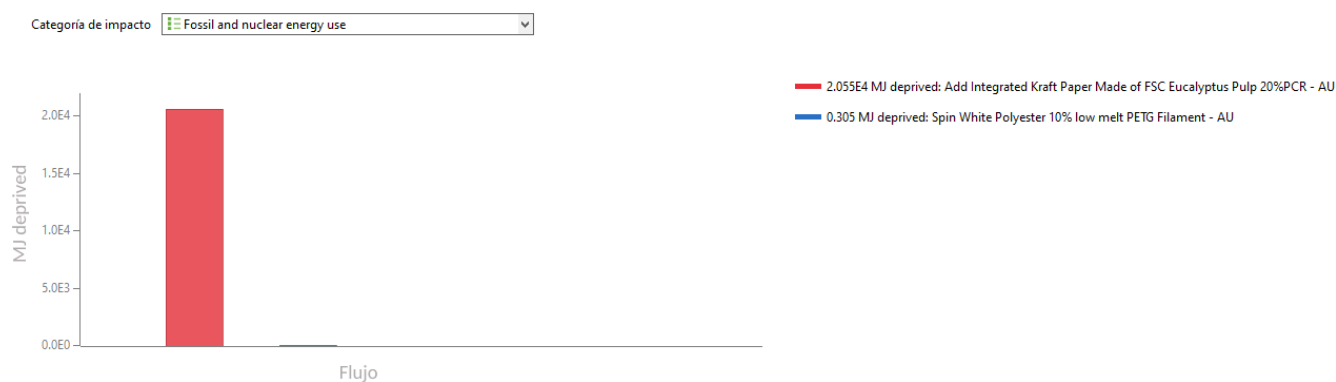 Categoría de impacto Fossil and nuclear energy use
2.055E4 MJ deprived: Add Integrated Kraft Paper Made of FSC Eucalyptus Pulp 20%PCR - AU
0.305 MJ deprived: Spin White Polyester 10% low melt PETG Filament - AU
MJ deprived
2.0E4
1.5E4
1.0E4
5.0E3
0.0E0
Flujo